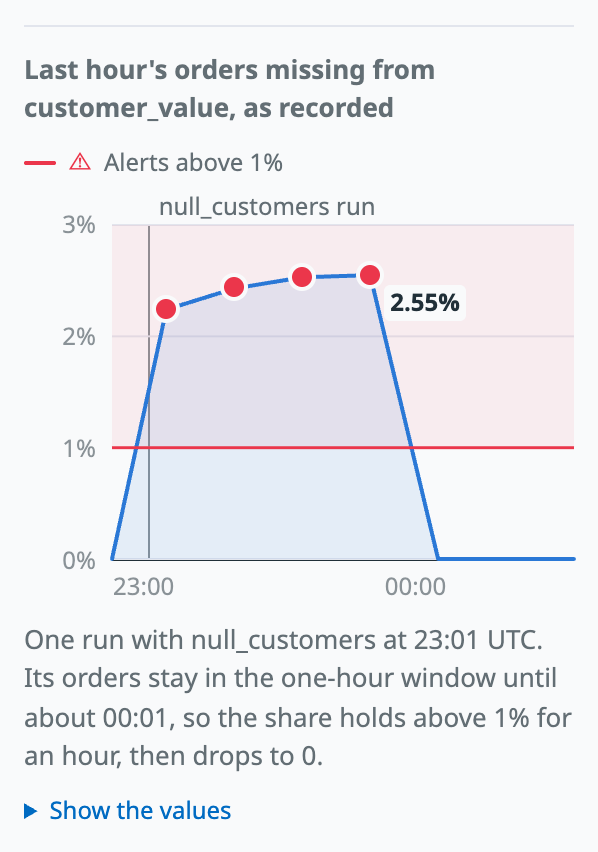 Last hour's orders missing from
customer_value, as recorded
Alerts above 1%
null_customers run
3%
2.55%
2%
1%
0%
23:00 00:00
One run with null_customers at 23:01 UTC.
Its orders stay in the one-hour window until
about 00:01, so the share holds above 1% for
an hour, then drops to 0.
Show the values